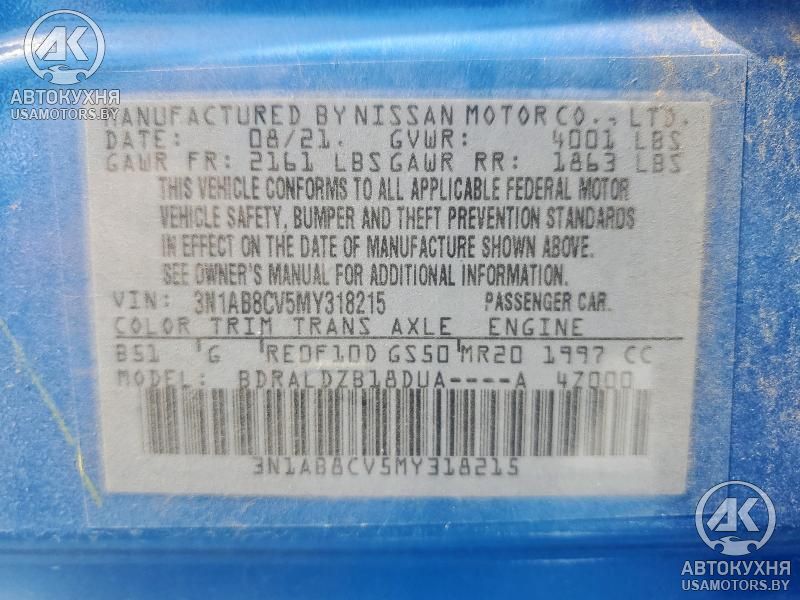 AK
АВТОКУХНЯ
USAMOTORS.BY
MANUFACTURED BY NISSAN MOTOR CO., LTD.
DATE: 08/21. GVWR: 4001 LBS
GAWR FR: 2161 LBS GAWR RR: 1863 LBS
THIS VEHICLE CONFORMS TO ALL APPLICABLE FEDERAL MOTOR
VEHICLE SAFETY, BUMPER AND THEFT PREVENTION STANDARDS
IN EFFECT ON THE DATE OF MANUFACTURE SHOWN ABOVE.
SEE OWNER'S MANUAL FOR ADDITIONAL INFORMATION.
VIN: 3N1AB8CV5MY318215 PASSENGER CAR.
COLOR TRIM TRANS AXLE ENGINE
B51 G RE0F10D GS50 MR20 1997 CC
MODEL: BDRALDZB18DUA----A 47000
3N1AB8CV5MY318215
AK
АВТОКУХНЯ
USAMOTORS.BY